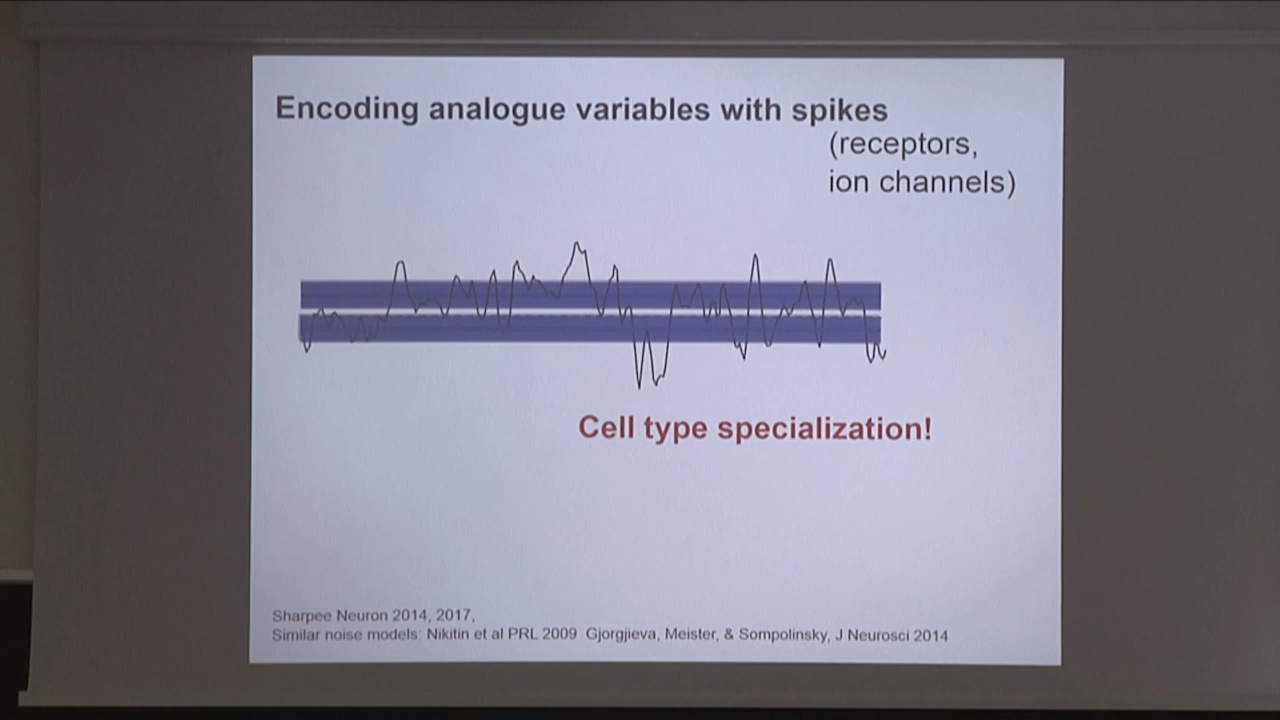 Encoding analogue variables with spikes
(receptors,
ion channels)
Cell type specialization!
Sharpee Neuron 2014, 2017,
Similar noise models: Nikitin et al PRL 2009 Gjorgjieva, Meister, & Sompolinsky, J Neurosci 2014